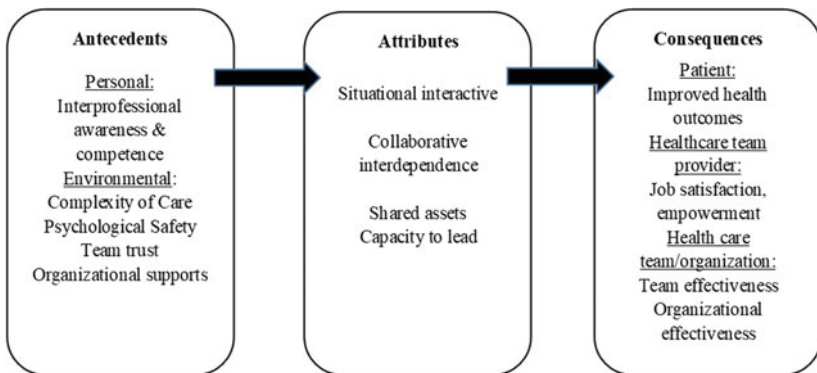 Antecedents
Personal:
Interprofessional
awareness &
competence
Environmental:
Complexity of Care
Psychological Safety
Team trust
Organizational supports
Attributes
Situational interactive
Collaborative
interdependence
Shared assets
Capacity to lead
Consequences
Patient:
Improved health
outcomes
Healthcare team
provider:
Job satisfaction,
empowerment
Health care
team/organization:
Team effectiveness
Organizational
effectiveness